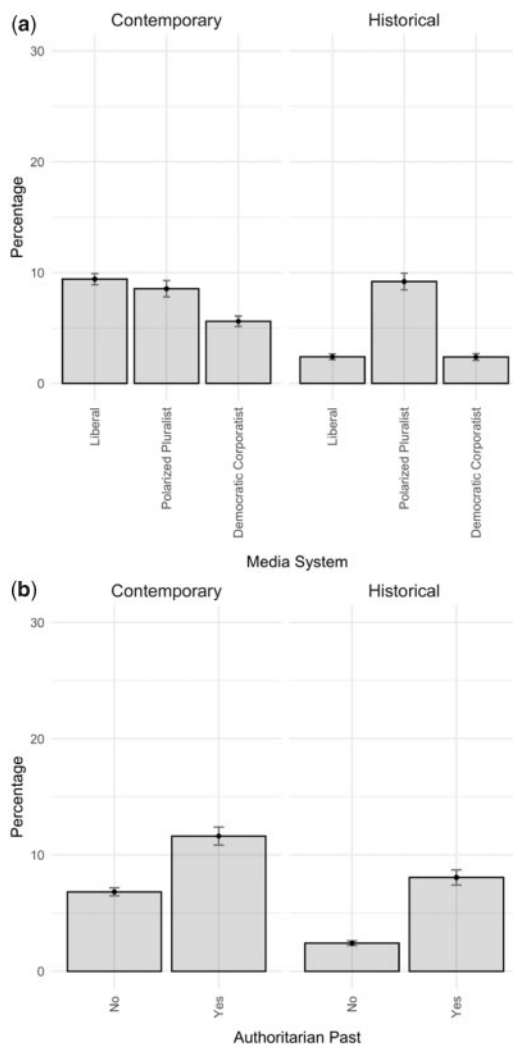 (a)
Contemporary Historical
30
20
10
0
Percentage
Liberal
Polarized Pluralist
Democratic Corporatist
Liberal
Polarized Pluralist
Democratic Corporatist
Media System
(b)
Contemporary Historical
30
20
10
0
Percentage
No
Yes
No
Yes
Authoritarian Past